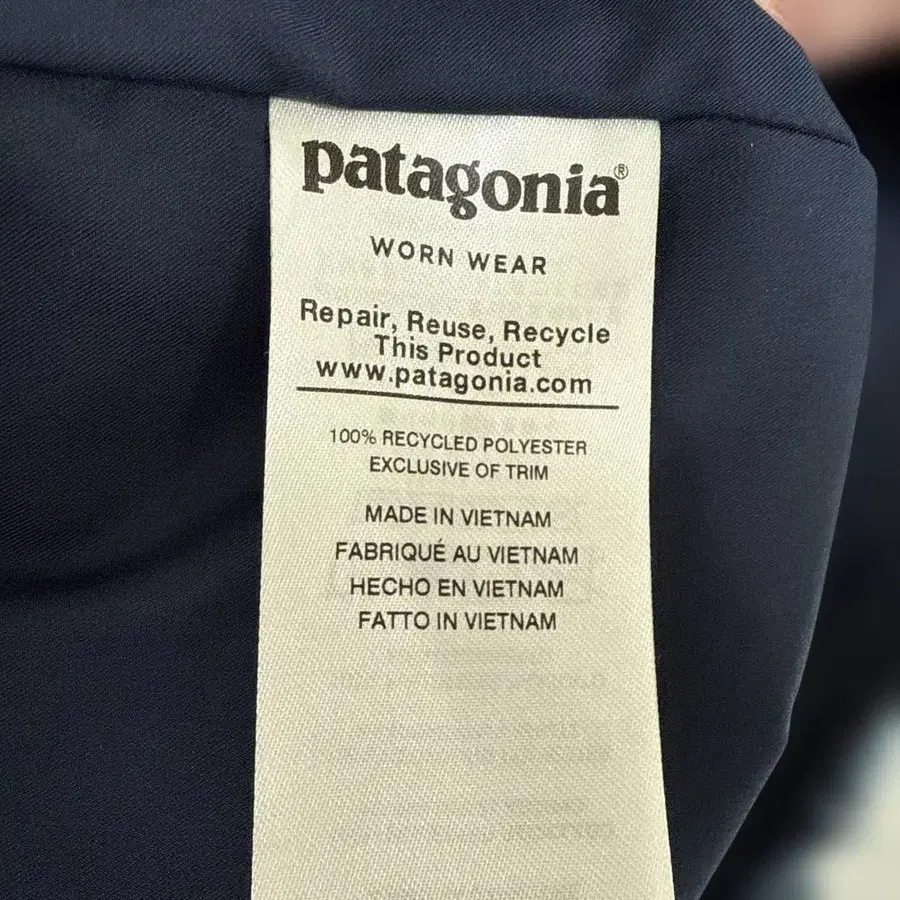 patagonia®
WORN WEAR
Repair, Reuse, Recycle
This Product
www.patagonia.com
100% RECYCLED POLYESTER
EXCLUSIVE OF TRIM
MADE IN VIETNAM
FABRIQUÉ AU VIETNAM
HECHO EN VIETNAM
FATTO IN VIETNAM